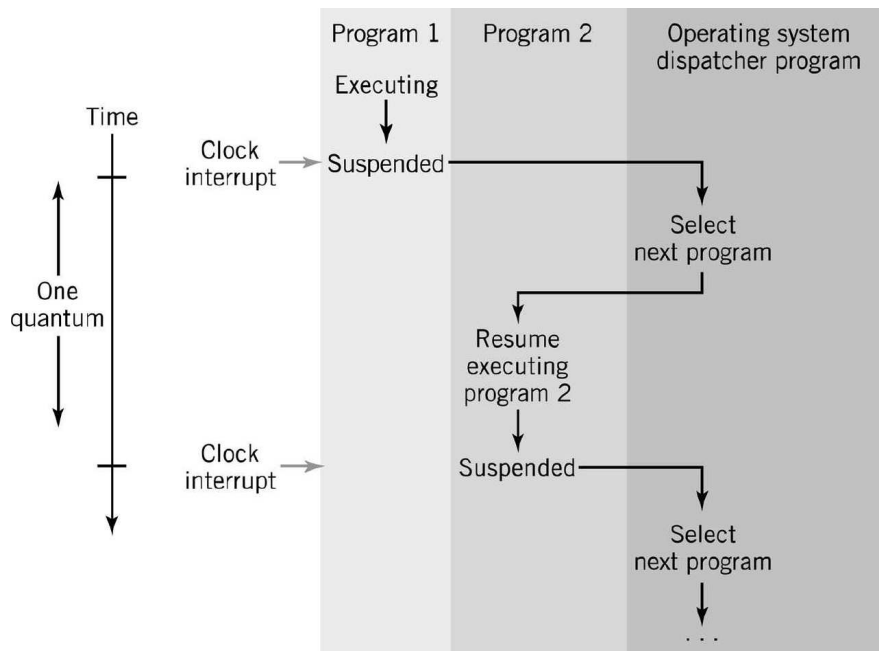 Program 1
Program 2
Operating system
dispatcher program
Executing
Time
Clock
interrupt
Suspended
Select
next program
One
quantum
Resume
executing
program 2
Clock
interrupt
Suspended
Select
next program
. . .